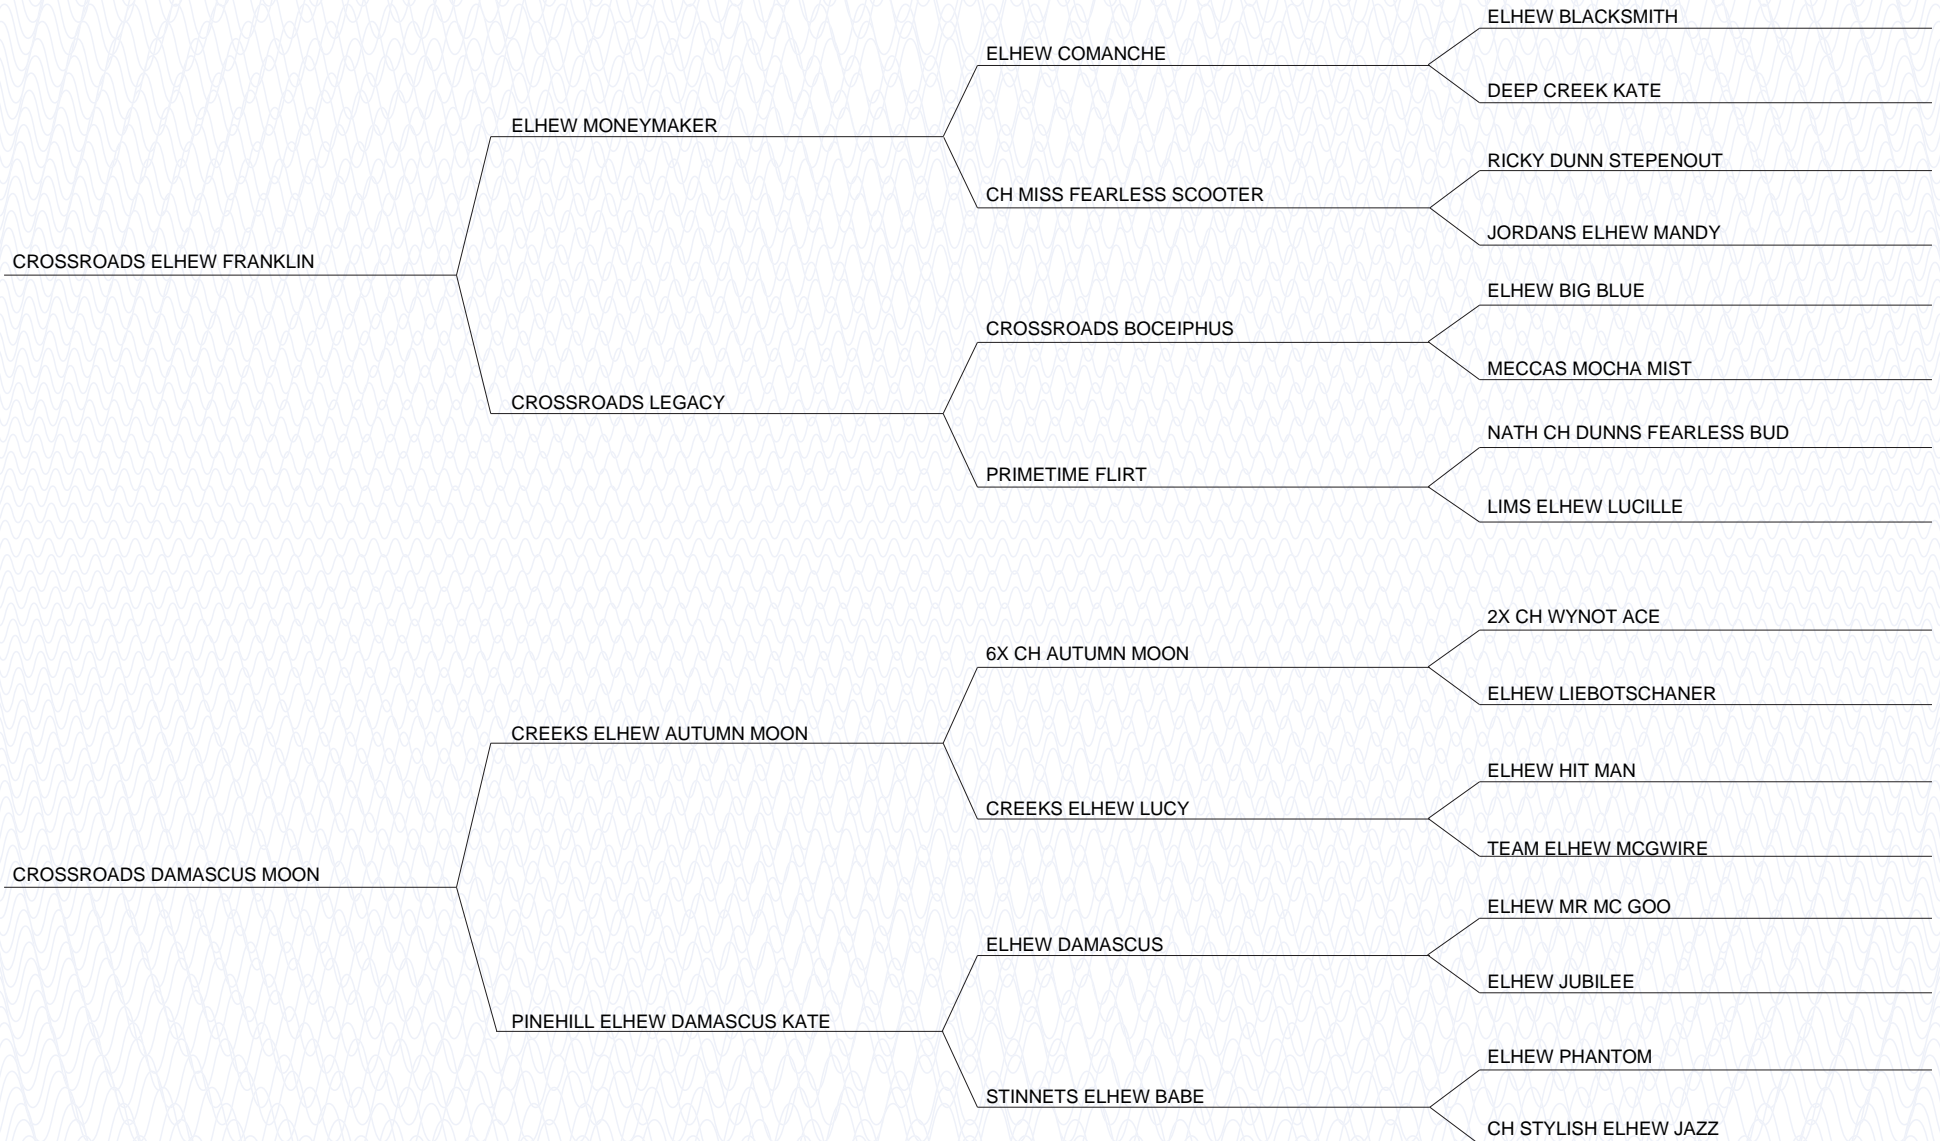 ELHEW BLACKSMITH
ELHEW COMANCHE
DEEP CREEK KATE
ELHEW MONEYMAKER
RICKY DUNN STEPENOUT
CH MISS FEARLESS SCOOTER
JORDANS ELHEW MANDY
CROSSROADS ELHEW FRANKLIN
ELHEW BIG BLUE
CROSSROADS BOCEIPHUS
MECCAS MOCHA MIST
CROSSROADS LEGACY
NATH CH DUNNS FEARLESS BUD
PRIMETIME FLIRT
LIMS ELHEW LUCILLE
2X CH WYNOT ACE
6X CH AUTUMN MOON
ELHEW LIEBOTSCHANER
CREEKS ELHEW AUTUMN MOON
ELHEW HIT MAN
CREEKS ELHEW LUCY
TEAM ELHEW MCGWIRE
CROSSROADS DAMASCUS MOON
ELHEW MR MC GOO
ELHEW DAMASCUS
ELHEW JUBILEE
PINEHILL ELHEW DAMASCUS KATE
ELHEW PHANTOM
STINNETS ELHEW BABE
CH STYLISH ELHEW JAZZ